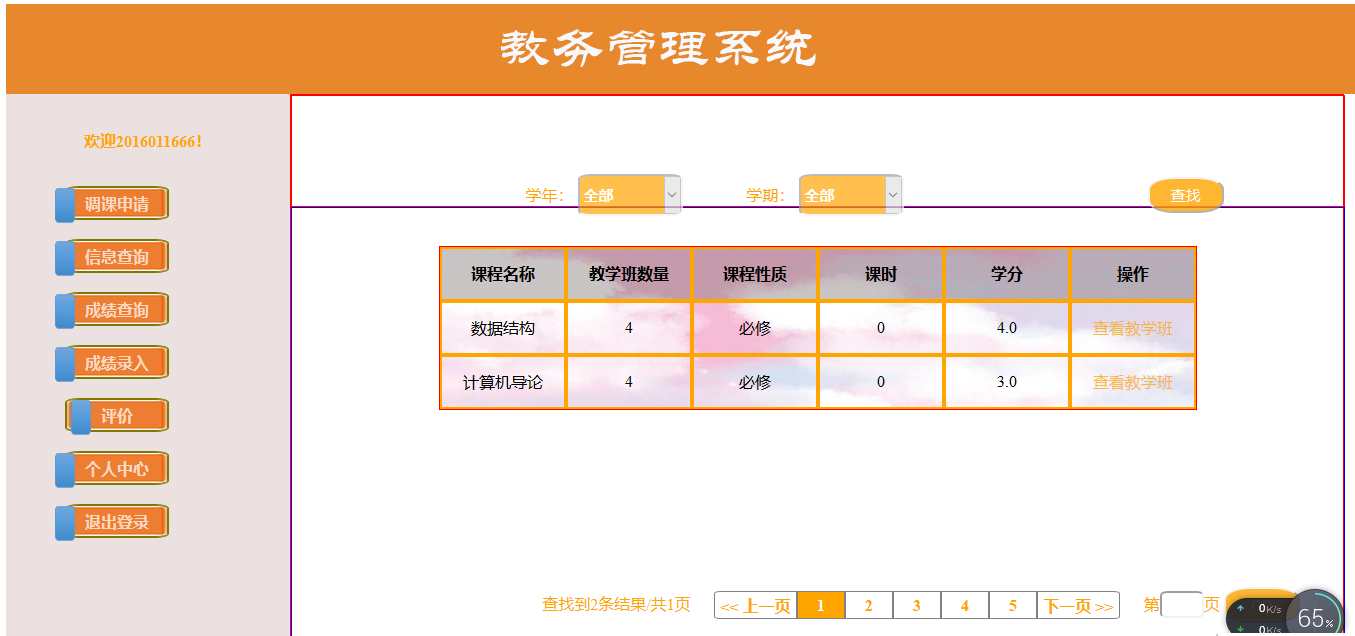 教务管理系统
欢迎2016011666！
调课申请
信息查询
成绩查询
成绩录入
评价
个人中心
退出登录
学年： 全部 学期： 全部 查找
课程名称 教学班数量 课程性质 课时 学分 操作
数据结构 4 必修 0 4.0 查看教学班
计算机导论 4 必修 0 3.0 查看教学班
查找到2条结果/共1页 << 上一页 1 2 3 4 5 下一页 >> 第 页
0K/s
0K/s
65%